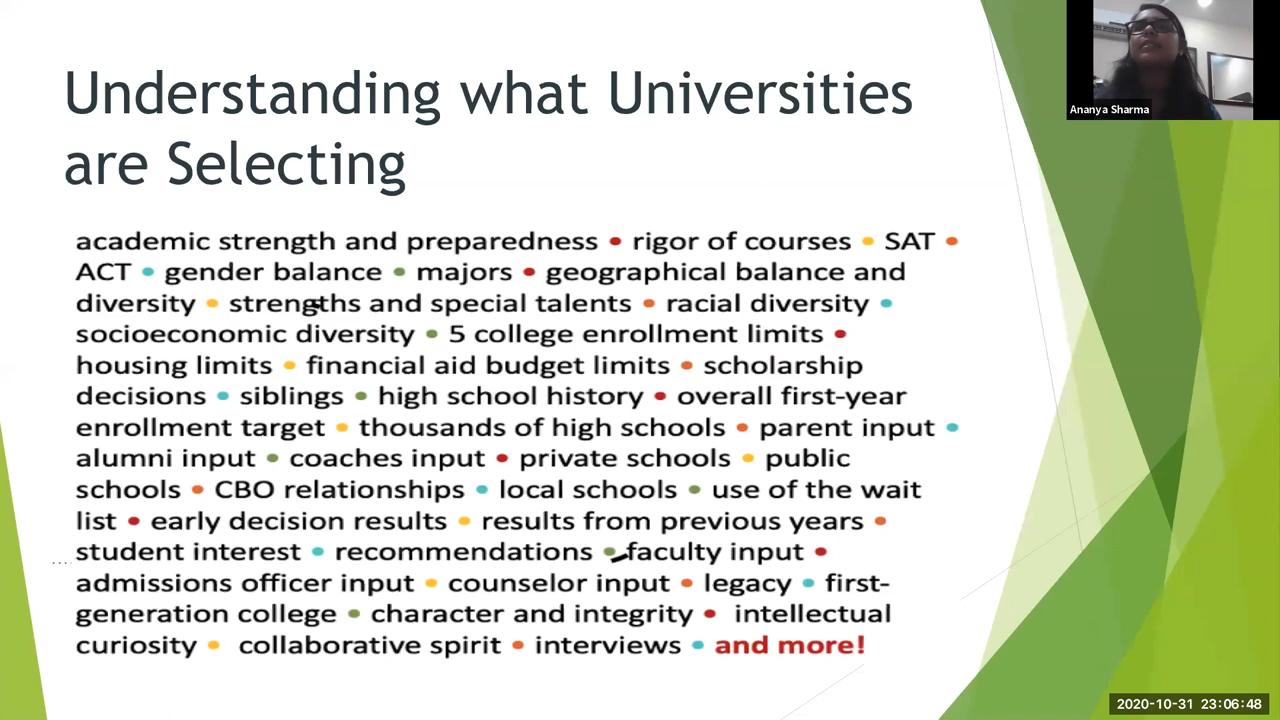 Understanding what Universities
are Selecting
Ananya Sharma
academic strength and preparedness • rigor of courses • SAT •
ACT • gender balance • majors • geographical balance and
diversity • strengths and special talents • racial diversity •
socioeconomic diversity • 5 college enrollment limits •
housing limits • financial aid budget limits • scholarship
decisions • siblings • high school history • overall first-year
enrollment target • thousands of high schools • parent input •
alumni input • coaches input • private schools • public
schools • CBO relationships • local schools • use of the wait
list • early decision results • results from previous years •
student interest • recommendations • faculty input •
admissions officer input • counselor input • legacy • first-
generation college • character and integrity • intellectual
curiosity • collaborative spirit • interviews • and more!
2020-10-31 23:06:48